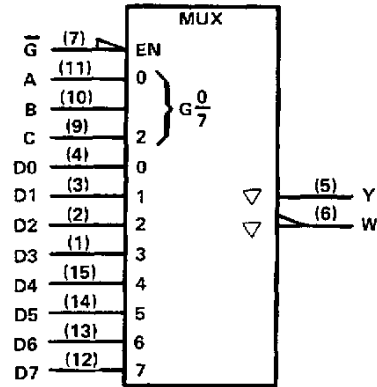 MUX
G̅ (7) EN
A (11) 0
B (10) G 0/7
C (9) 2
D0 (4) 0
D1 (3) 1 ▽ (5) Y
D2 (2) 2 ▽ (6) W
D3 (1) 3
D4 (15) 4
D5 (14) 5
D6 (13) 6
D7 (12) 7